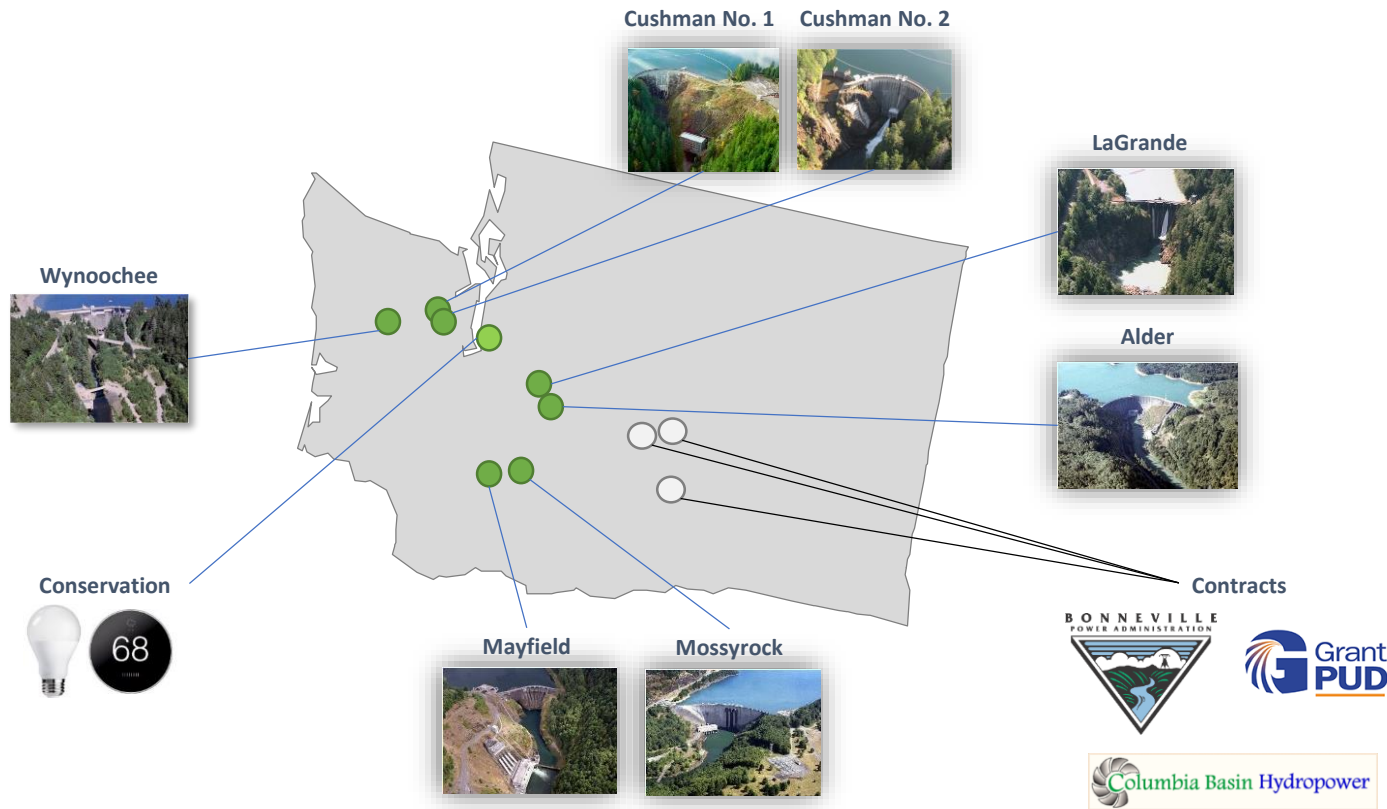 Cushman No. 1
Cushman No. 2
LaGrande
Wynoochee
Alder
Conservation
68
Contracts
BONNEVILLE
POWER ADMINISTRATION
Grant
PUD
Mayfield
Mossyrock
Columbia Basin Hydropower